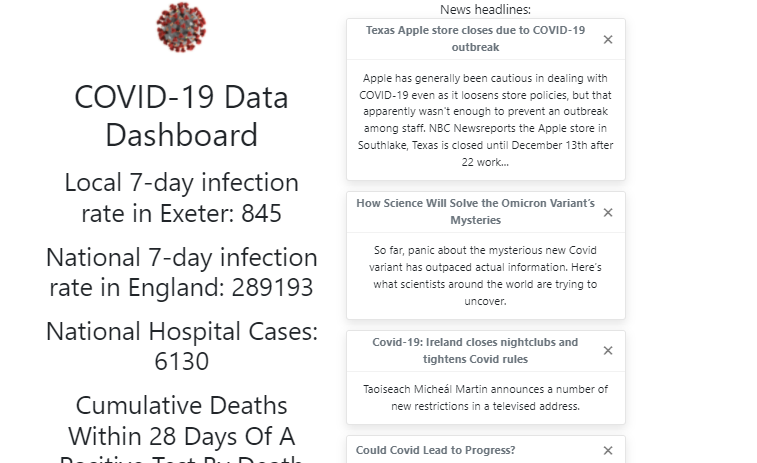 COVID-19 Data
Dashboard
Local 7-day infection
rate in Exeter: 845
National 7-day infection
rate in England: 289193
National Hospital Cases:
6130
Cumulative Deaths
Within 28 Days Of A
Positive Test By Death
News headlines:
Texas Apple store closes due to COVID-19
outbreak
×
Apple has generally been cautious in dealing with
COVID-19 even as it loosens store policies, but that
apparently wasn't enough to prevent an outbreak
among staff. NBC Newsreports the Apple store in
Southlake, Texas is closed until December 13th after
22 work...
How Science Will Solve the Omicron Variant's
Mysteries
×
So far, panic about the mysterious new Covid
variant has outpaced actual information. Here's
what scientists around the world are trying to
uncover.
Covid-19: Ireland closes nightclubs and
tightens Covid rules
×
Taoiseach Micheál Martin announces a number of
new restrictions in a televised address.
Could Covid Lead to Progress?
×